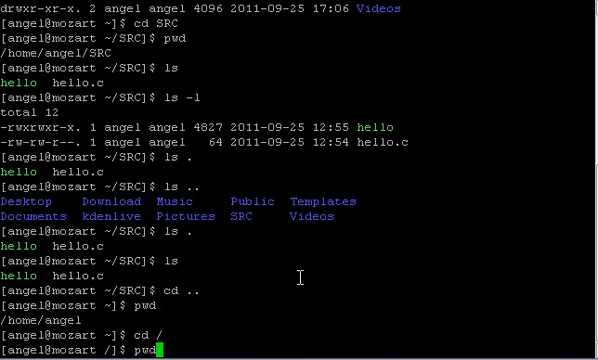 drwxr-xr-x. 2 angel angel 4096 2011-09-25 17:06 Videos
[angel@mozart ~]$ cd SRC
[angel@mozart ~/SRC]$ pwd
/home/angel/SRC
[angel@mozart ~/SRC]$ ls
hello  hello.c
[angel@mozart ~/SRC]$ ls -l
total 12
-rwxrwxr-x. 1 angel angel 4827 2011-09-25 12:55 hello
-rw-rw-r--. 1 angel angel   64 2011-09-25 12:54 hello.c
[angel@mozart ~/SRC]$ ls .
hello  hello.c
[angel@mozart ~/SRC]$ ls ..
Desktop    Download  Music     Public  Templates
Documents  kdenlive  Pictures  SRC     Videos
[angel@mozart ~/SRC]$ ls .
hello  hello.c
[angel@mozart ~/SRC]$ ls
hello  hello.c
[angel@mozart ~/SRC]$ cd ..
[angel@mozart ~]$ pwd
/home/angel
[angel@mozart ~]$ cd /
[angel@mozart /]$ pwd